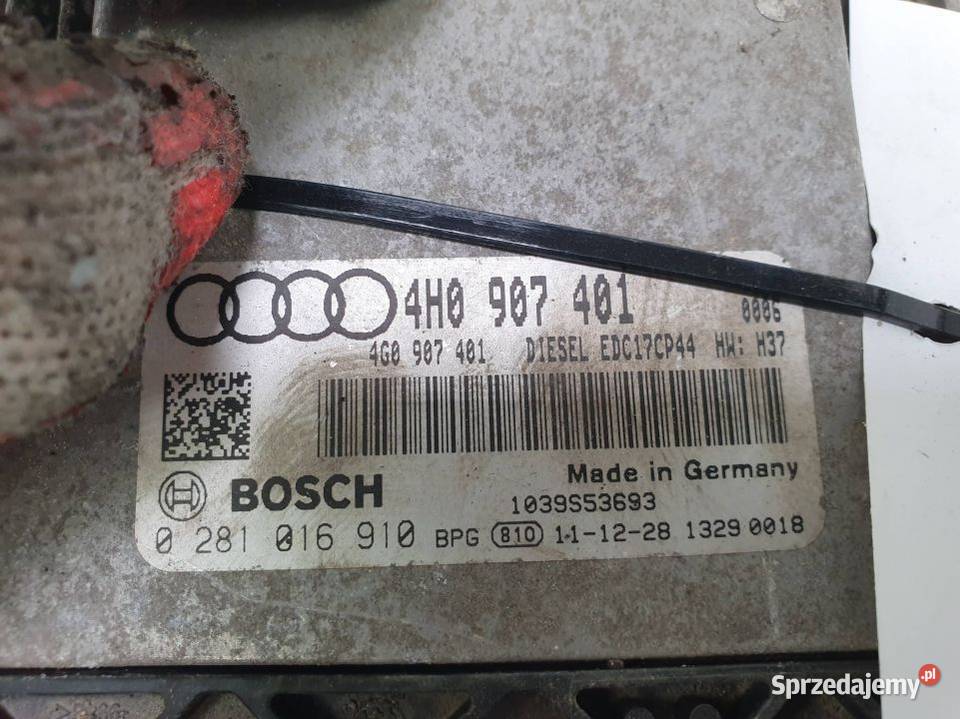 4H0 907 401 0006
4G0 907 401 DIESEL EDC17CP44 HW: H37
Made in Germany
BOSCH 1039S53693
0 281 016 910 BPG 810 11-12-28 1329 0018
Sprzedajemy.pl